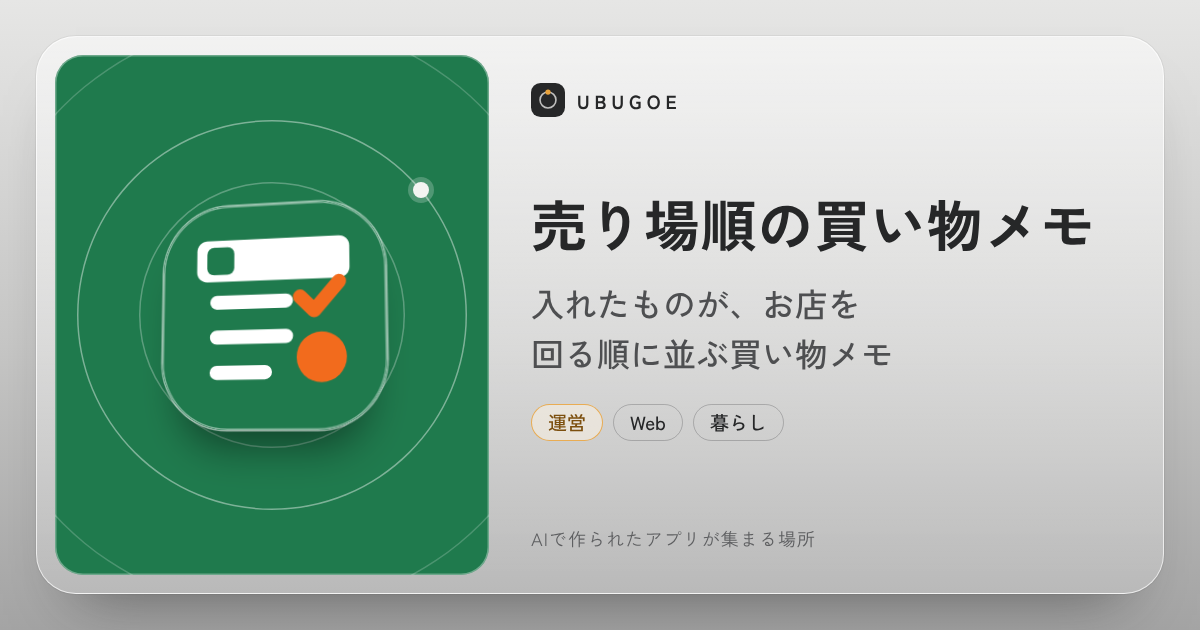 UBUGOE
売り場順の買い物メモ
入れたものが、お店を
回る順に並ぶ買い物メモ
運営 Web 暮らし
AIで作られたアプリが集まる場所